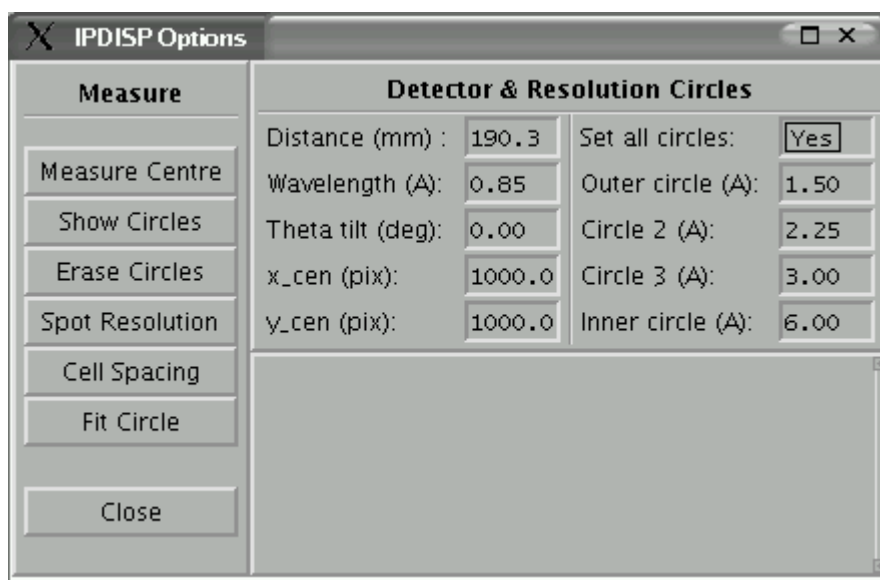 IPDISP Options
Measure
Measure Centre
Show Circles
Erase Circles
Spot Resolution
Cell Spacing
Fit Circle
Close
Detector & Resolution Circles
Distance (mm) : 190.3
Wavelength (A): 0.85
Theta tilt (deg): 0.00
x_cen (pix): 1000.0
y_cen (pix): 1000.0
Set all circles: Yes
Outer circle (A): 1.50
Circle 2 (A): 2.25
Circle 3 (A): 3.00
Inner circle (A): 6.00